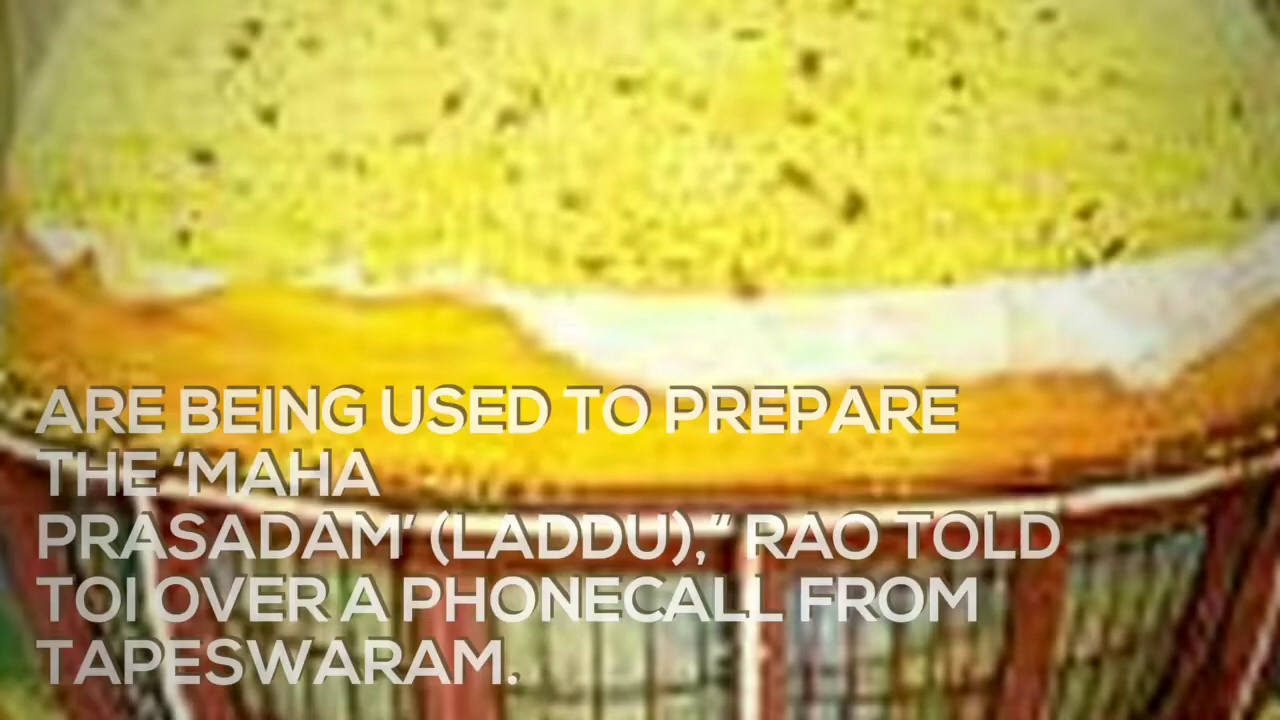 ARE BEING USED TO PREPARE
THE ‘MAHA
PRASADAM’ (LADDU),” RAO TOLD
TOI OVER A PHONECALL FROM
TAPESWARAM.